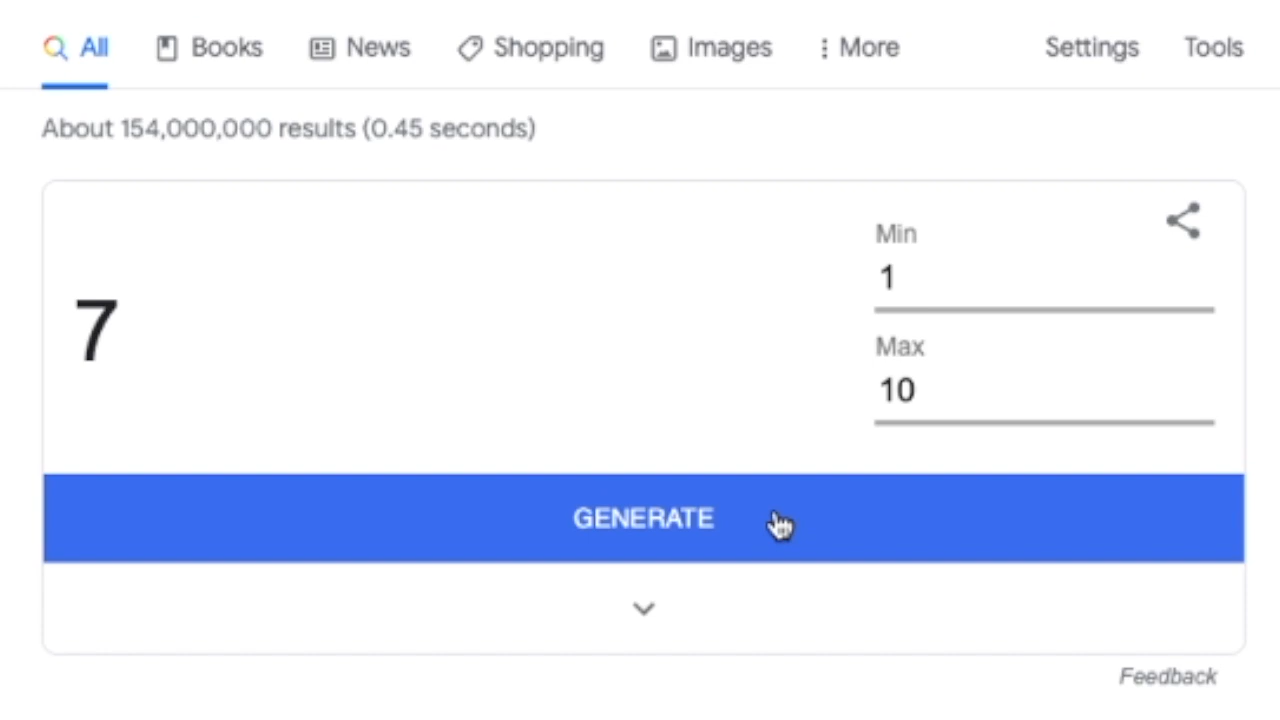 All Books News Shopping Images More Settings Tools
About 154,000,000 results (0.45 seconds)
Min
1
7
Max
10
GENERATE
Feedback